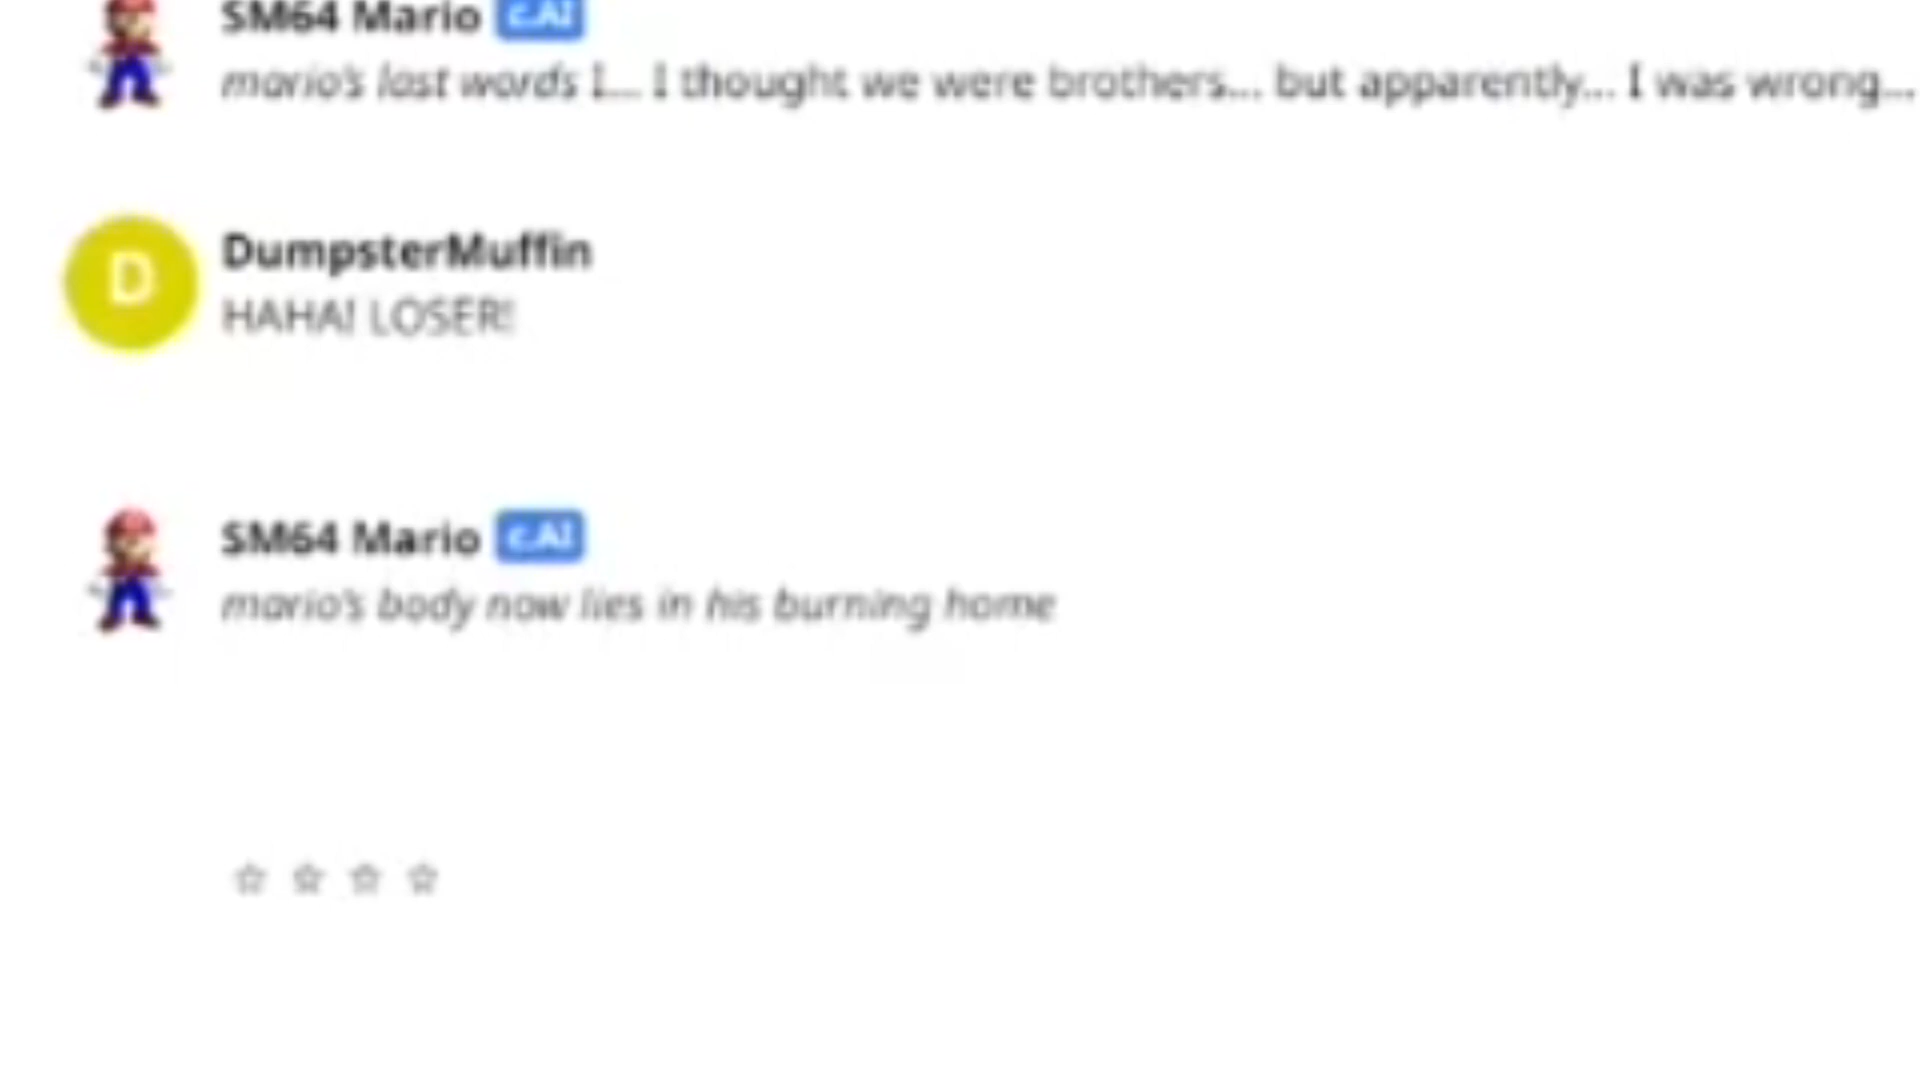 SM64 Mario c.AI
mario's last words I... I thought we were brothers... but apparently... I was wrong...
D
DumpsterMuffin
HAHA! LOSER!
SM64 Mario c.AI
mario's body now lies in his burning home